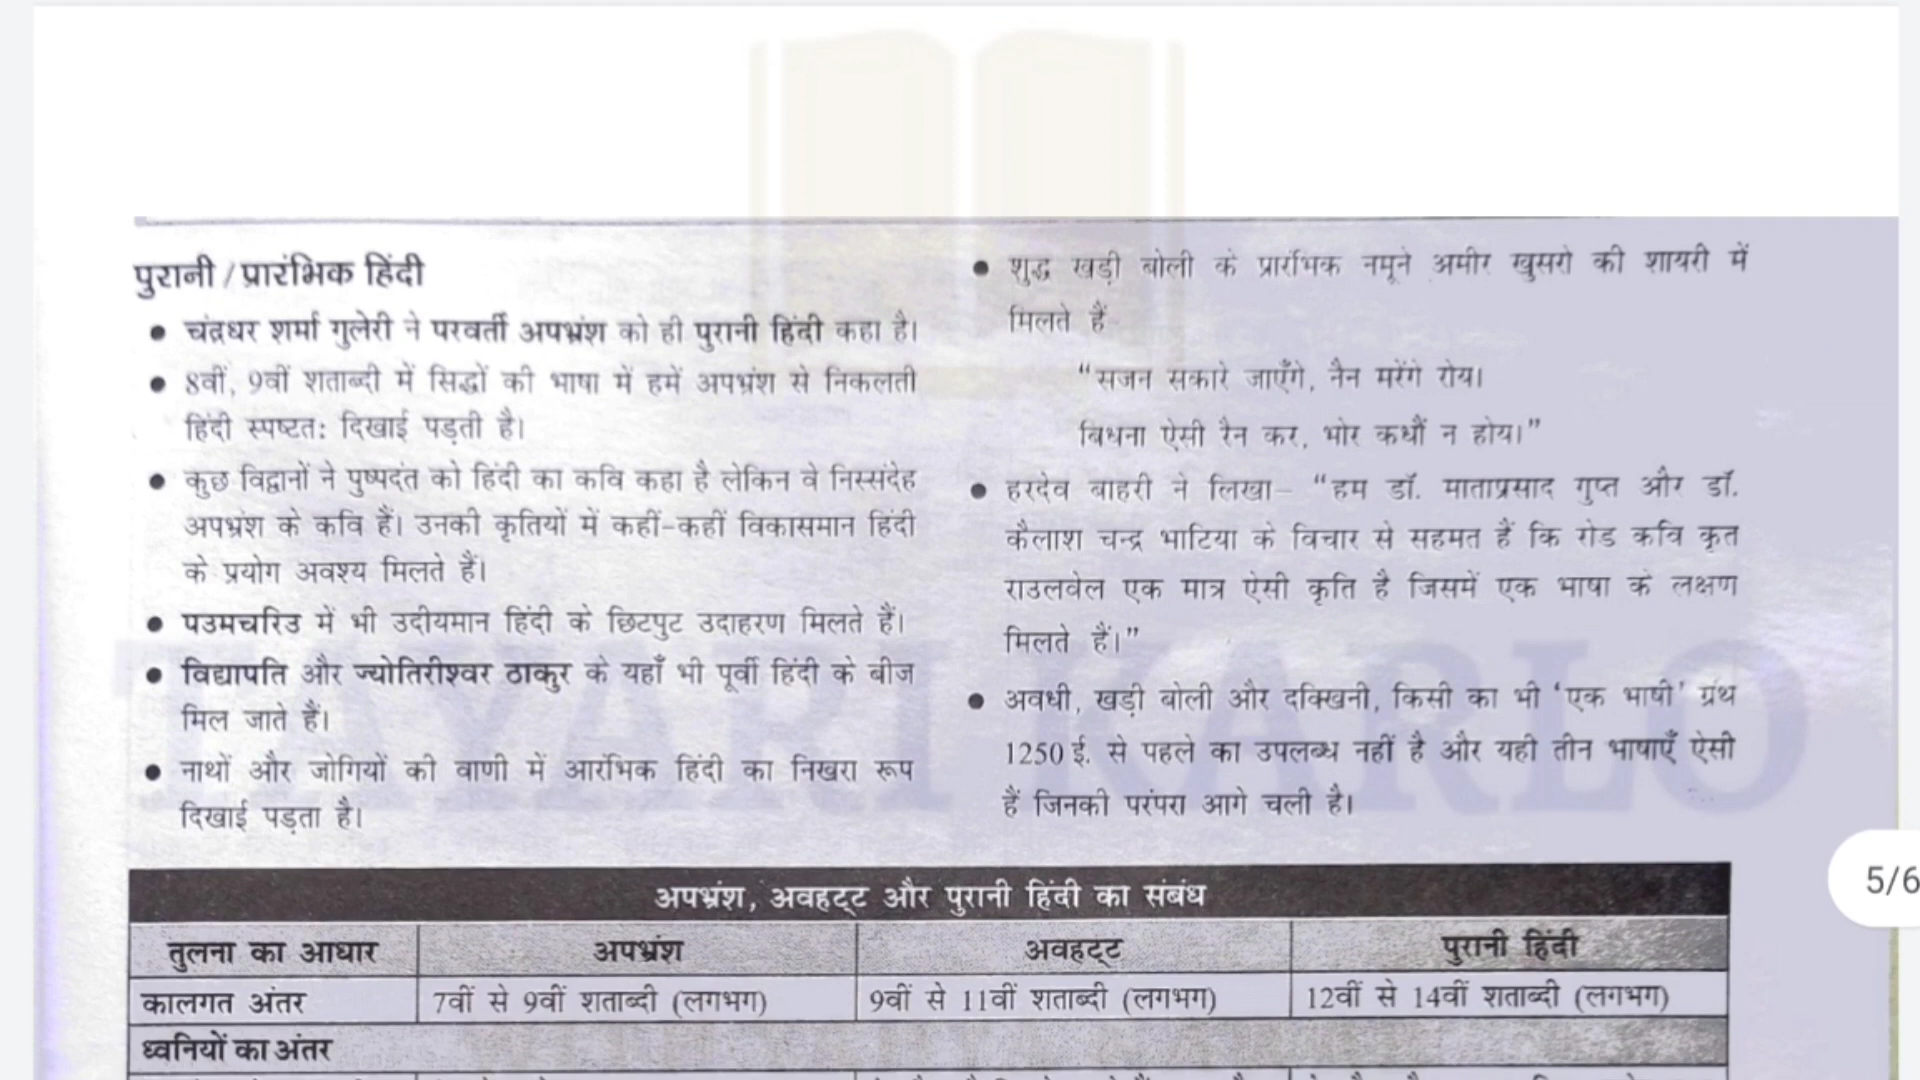 पुरानी / प्रारंभिक हिंदी
● चंद्रधर शर्मा गुलेरी ने परवर्ती अपभ्रंश को ही पुरानी हिंदी कहा है।
● 8वीं, 9वीं शताब्दी में सिद्धों की भाषा में हमें अपभ्रंश से निकलती
हिंदी स्पष्टतः दिखाई पड़ती है।
● कुछ विद्वानों ने पुष्पदंत को हिंदी का कवि कहा है लेकिन वे निस्संदेह
अपभ्रंश के कवि हैं। उनकी कृतियों में कहीं-कहीं विकासमान हिंदी
के प्रयोग अवश्य मिलते हैं।
● पउमचरिउ में भी उदीयमान हिंदी के छिटपुट उदाहरण मिलते हैं।
● विद्यापति और ज्योतिरीश्वर ठाकुर के यहाँ भी पूर्वी हिंदी के बीज
मिल जाते हैं।
● नाथों और जोगियों की वाणी में आरंभिक हिंदी का निखरा रूप
दिखाई पड़ता है।
● शुद्ध खड़ी बोली के प्रारंभिक नमूने अमीर खुसरो की शायरी में
मिलते हैं-
“सजन सकारे जाएँगे, नैन मरेंगे रोय।
बिधना ऐसी रैन कर, भोर कधौं न होय।”
● हरदेव बाहरी ने लिखा– “हम डॉ. माताप्रसाद गुप्त और डॉ.
कैलाश चन्द्र भाटिया के विचार से सहमत हैं कि रोड कवि कृत
राउलवेल एक मात्र ऐसी कृति है जिसमें एक भाषा के लक्षण
मिलते हैं।”
● अवधी, खड़ी बोली और दक्खिनी, किसी का भी ‘एक भाषी’ ग्रंथ
1250 ई. से पहले का उपलब्ध नहीं है और यही तीन भाषाएँ ऐसी
हैं जिनकी परंपरा आगे चली है।
TAYARI KARLO
5/6
अपभ्रंश, अवहट्ट और पुरानी हिंदी का संबंध
तुलना का आधार अपभ्रंश अवहट्ट पुरानी हिंदी
कालगत अंतर 7वीं से 9वीं शताब्दी (लगभग) 9वीं से 11वीं शताब्दी (लगभग) 12वीं से 14वीं शताब्दी (लगभग)
ध्वनियों का अंतर